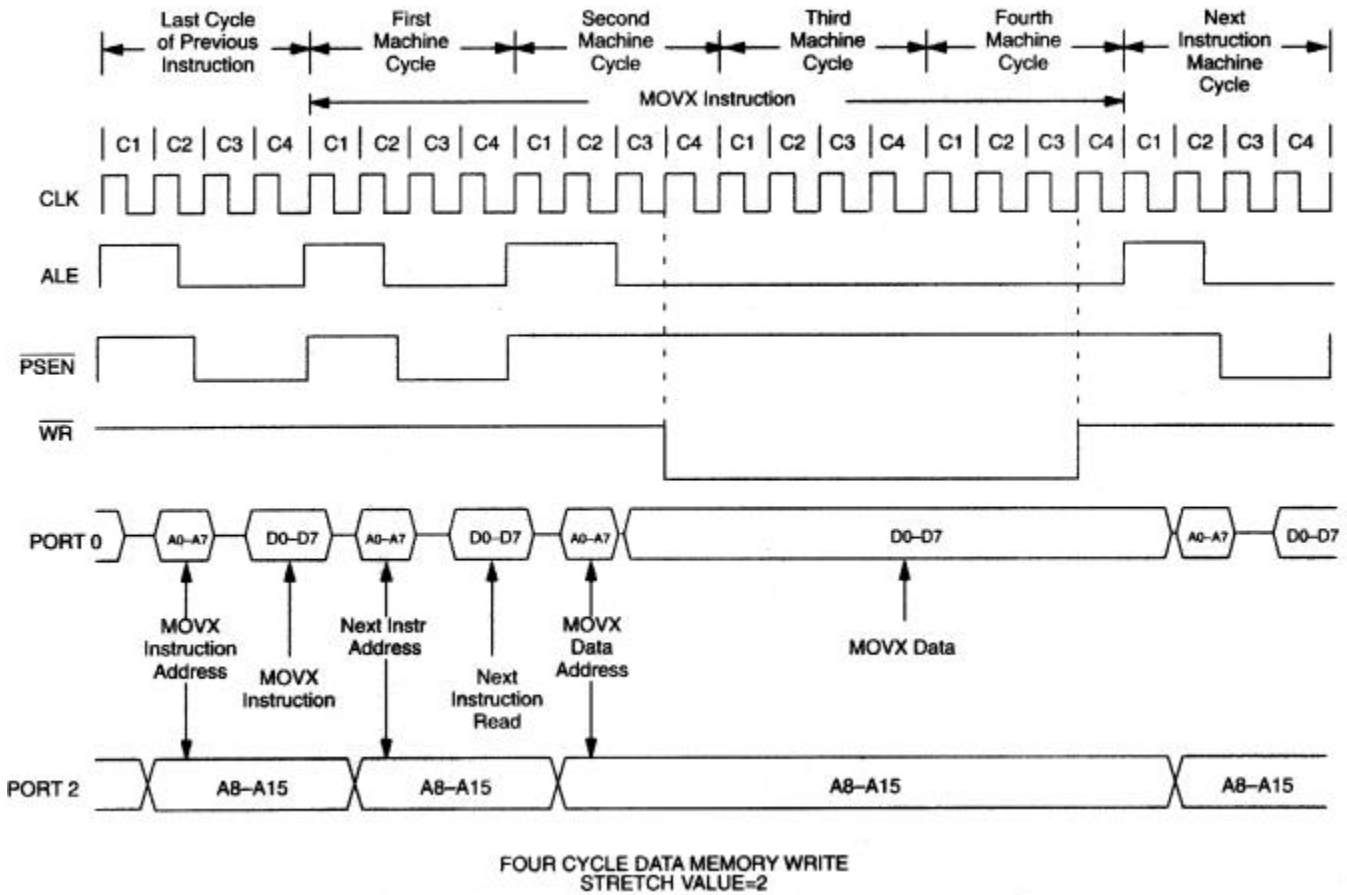 Last Cycle of Previous Instruction
First Machine Cycle
Second Machine Cycle
Third Machine Cycle
Fourth Machine Cycle
Next Instruction Machine Cycle
MOVX Instruction
C1 C2 C3 C4 C1 C2 C3 C4 C1 C2 C3 C4 C1 C2 C3 C4 C1 C2 C3 C4 C1 C2 C3 C4
CLK
ALE
PSEN
WR
PORT 0 A0–A7 D0–D7 A0–A7 D0–D7 A0–A7 D0–D7 A0–A7 D0–D7
MOVX Instruction Address
MOVX Instruction
Next Instr Address
Next Instruction Read
MOVX Data Address
MOVX Data
PORT 2 A8–A15 A8–A15 A8–A15 A8–A15
FOUR CYCLE DATA MEMORY WRITE
STRETCH VALUE=2